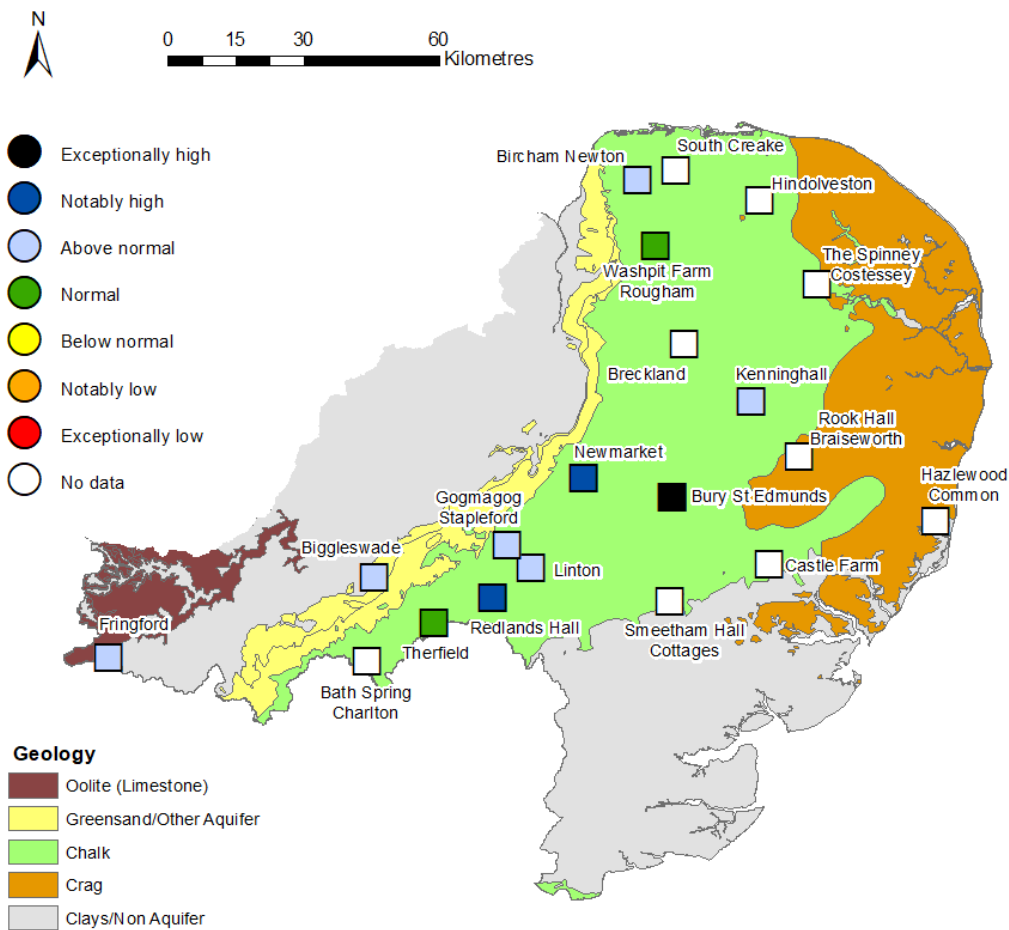 N
0 15 30 60
Kilometres
Exceptionally high
Notably high
Above normal
Normal
Below normal
Notably low
Exceptionally low
No data
Bircham Newton
South Creake
Hindolveston
Washpit Farm
Rougham
The Spinney
Costessey
Breckland
Kenninghall
Rook Hall
Braiseworth
Newmarket
Hazlewood
Common
Gogmagog
Stapleford
Bury St Edmunds
Biggleswade
Linton
Castle Farm
Fringford
Redlands Hall
Smeetham Hall
Cottages
Therfield
Bath Spring
Charlton
Geology
Oolite (Limestone)
Greensand/Other Aquifer
Chalk
Crag
Clays/Non Aquifer